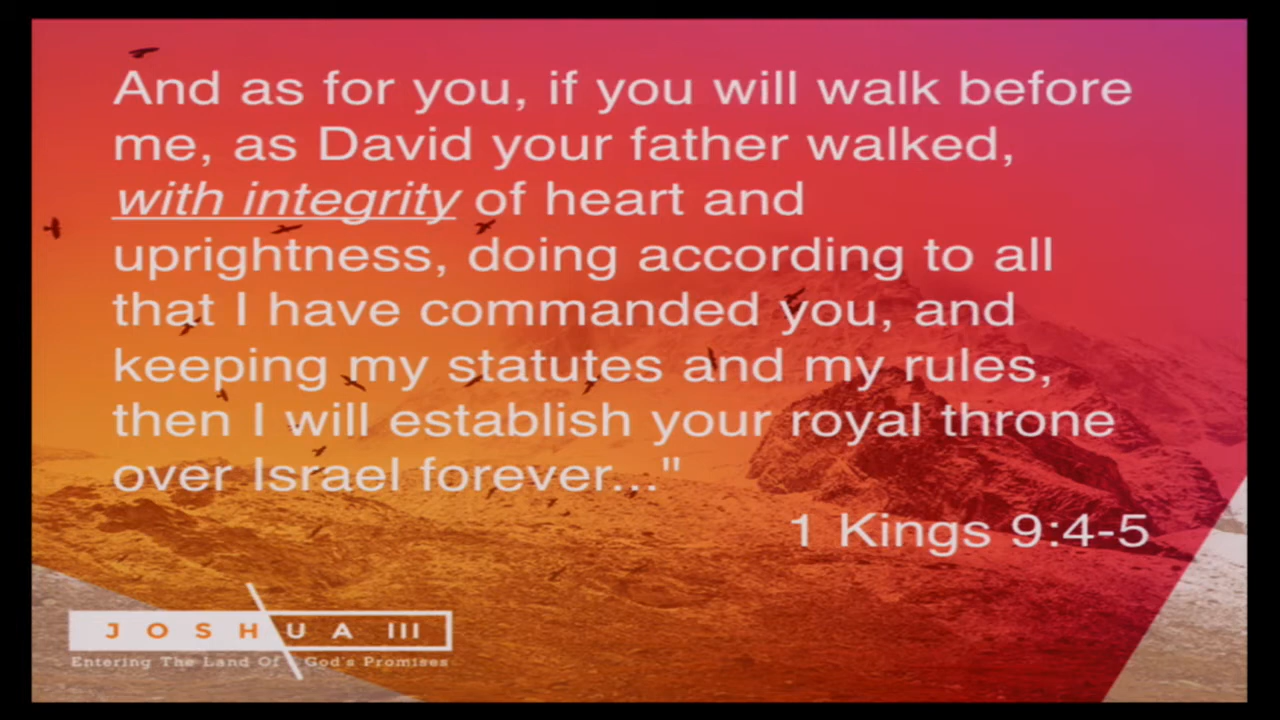 And as for you, if you will walk before
me, as David your father walked,
with integrity of heart and
uprightness, doing according to all
that I have commanded you, and
keeping my statutes and my rules,
then I will establish your royal throne
over Israel forever..."
1 Kings 9:4-5
JOSHUA III
Entering The Land Of God's Promises